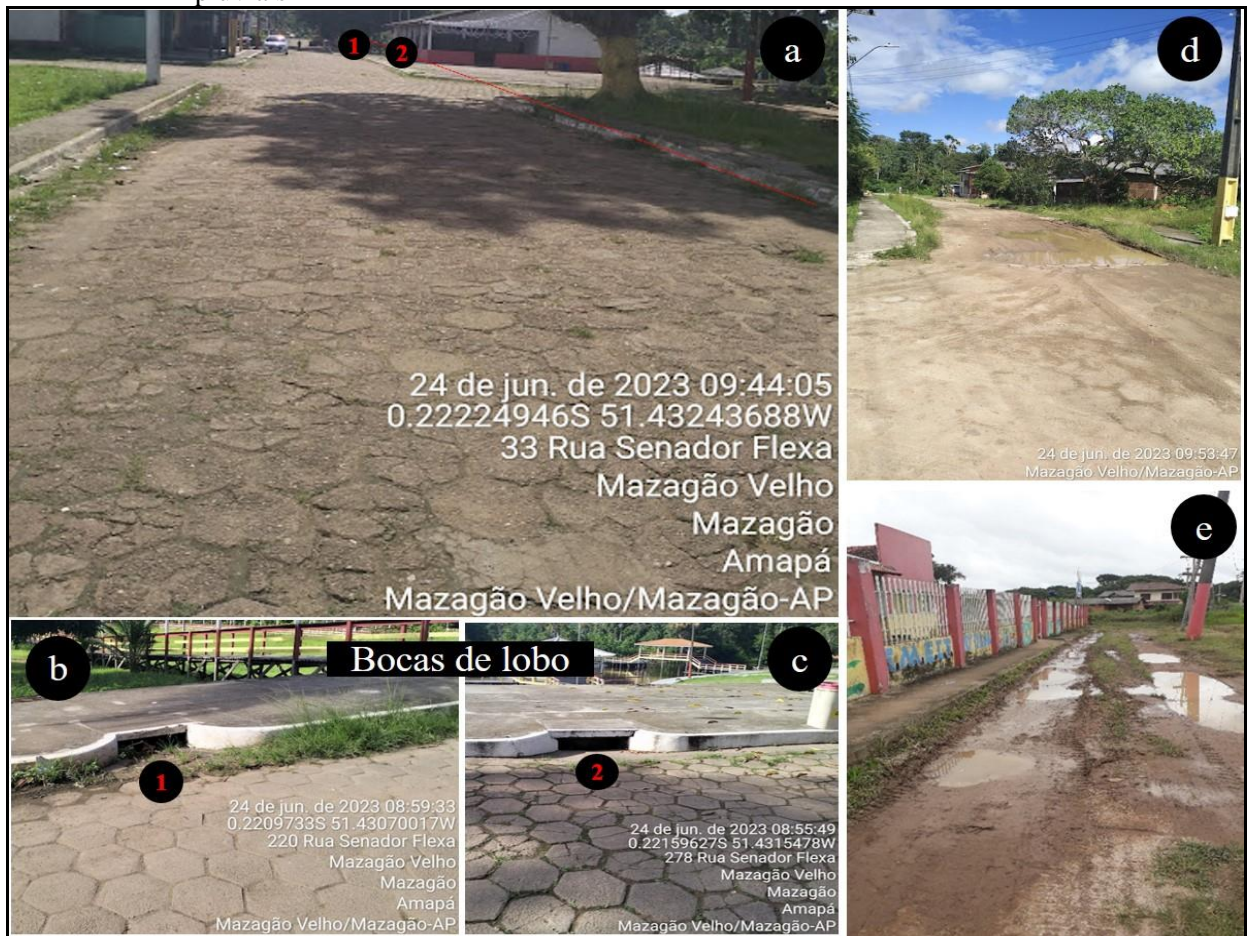 a
1
2
24 de jun. de 2023 09:44:05
0.22224946S 51.43243688W
33 Rua Senador Flexa
Mazagão Velho
Mazagão
Amapá
Mazagão Velho/Mazagão-AP
b
Bocas de lobo
1
24 de jun. de 2023 08:59:33
0.2209733S 51.43070017W
220 Rua Senador Flexa
Mazagão Velho
Mazagão
Amapá
Mazagão Velho/Mazagão-AP
c
2
24 de jun. de 2023 08:55:49
0.22159627S 51.4315478W
278 Rua Senador Flexa
Mazagão Velho
Mazagão
Amapá
Mazagão Velho/Mazagão-AP
d
24 de jun. de 2023 09:53:47
Mazagão Velho/Mazagão-AP
e